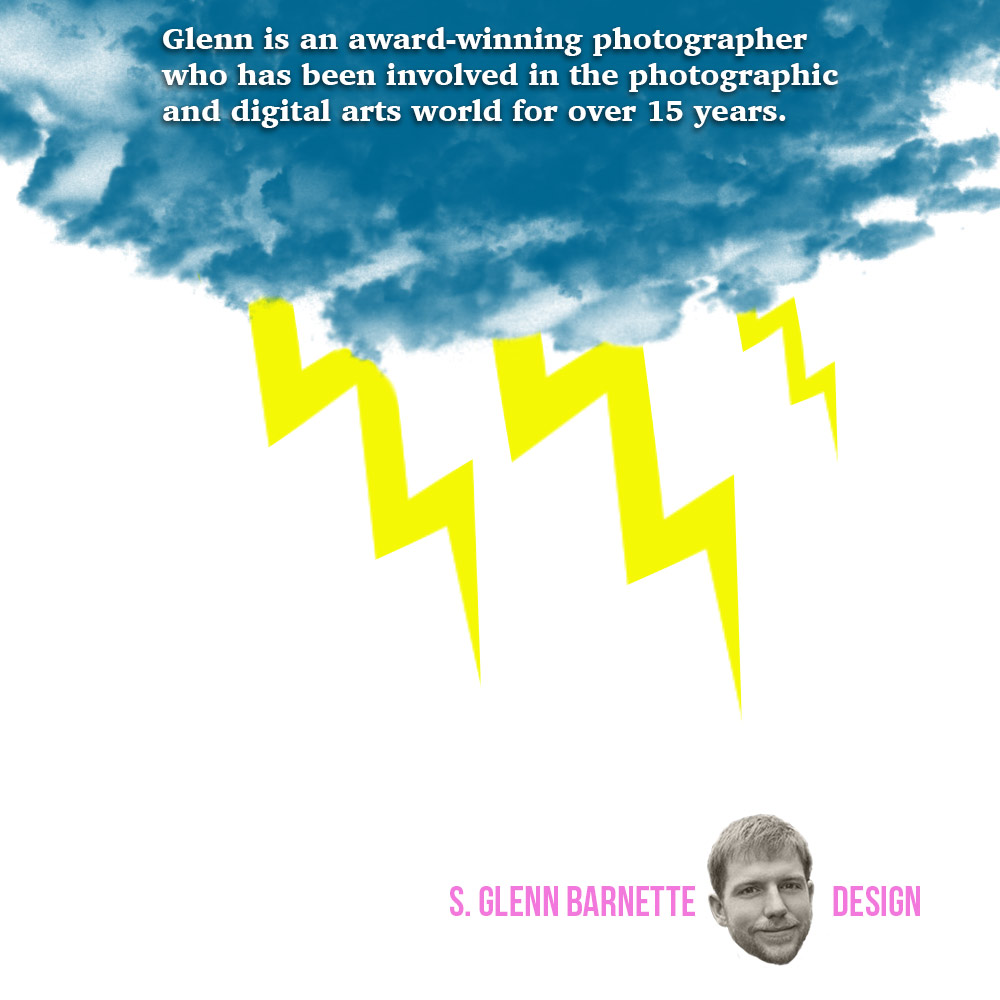 Glenn is an award-winning photographer
who has been involved in the photographic
and digital arts world for over 15 years.
S. GLENN BARNETTE DESIGN